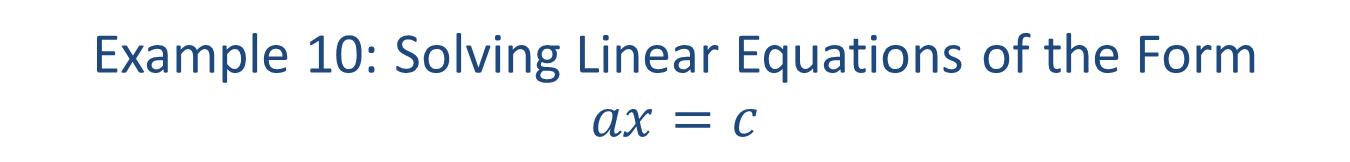 Example 10: Solving Linear Equations of the Form
𝑎𝑥 = 𝑐